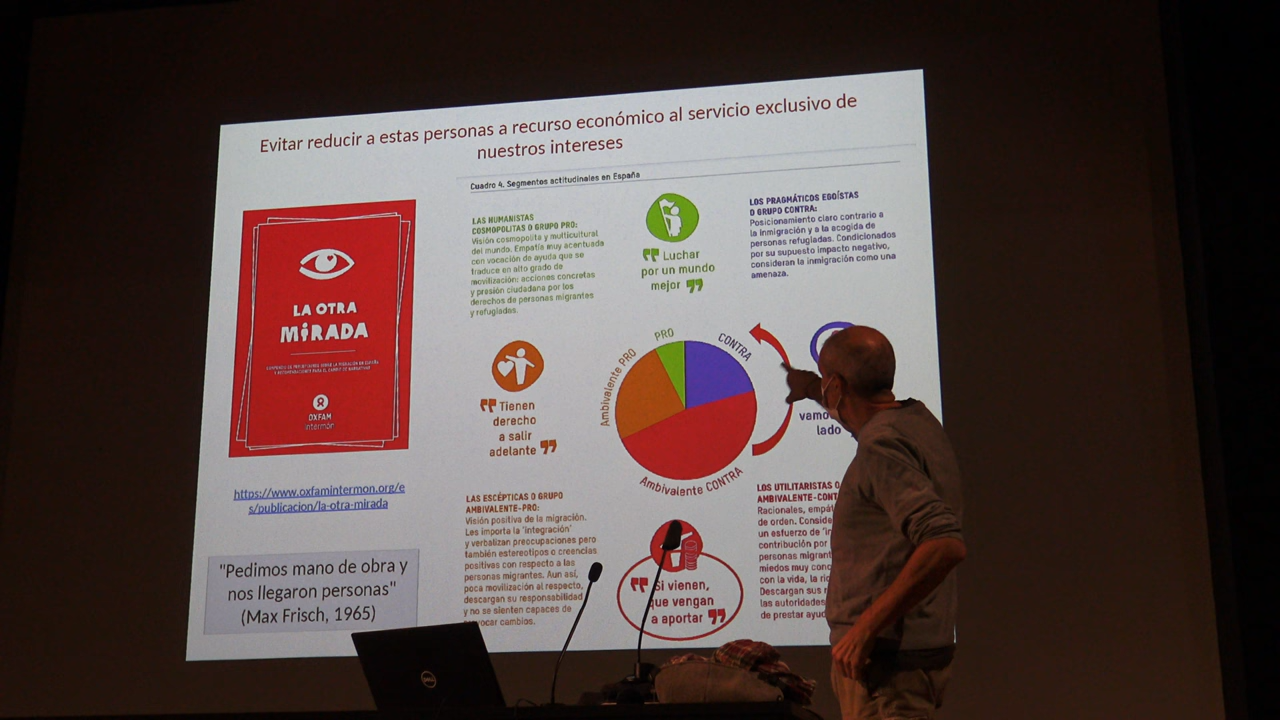 Evitar reducir a estas personas a recurso económico al servicio exclusivo de
nuestros intereses
LA OTRA
MiRADA
OXFAM
Intermón
https://www.oxfamintermon.org/e
s/publicacion/la-otra-mirada
"Pedimos mano de obra y
nos llegaron personas"
(Max Frisch, 1965)
Cuadro 4. Segmentos actitudinales en España
LAS HUMANISTAS
COSMOPOLITAS O GRUPO PRO:
Visión cosmopolita y multicultural
del mundo. Empatía muy acentuada
con vocación de ayuda que se
traduce en alto grado de
movilización: acciones concretas
y presión ciudadana por los
derechos de personas migrantes
y refugiadas.
Luchar
por un mundo
mejor
LOS PRAGMÁTICOS EGOÍSTAS
O GRUPO CONTRA:
Posicionamiento claro contrario a
la inmigración y a la acogida de
personas refugiadas. Condicionados
por su supuesto impacto negativo,
consideran la inmigración como una
amenaza.
Tienen
derecho
a salir
adelante
PRO
CONTRA
Ambivalente PRO
Ambivalente CONTRA
lado
LAS ESCÉPTICAS O GRUPO
AMBIVALENTE-PRO:
Visión positiva de la migración.
Les importa la 'integración'
y verbalizan preocupaciones pero
también estereotipos o creencias
positivas con respecto a las
personas migrantes. Aun así,
poca movilización al respecto,
descargan su responsabilidad
y no se sienten capaces de
cambios.
Si vienen,
que vengan
a aportar
LOS UTILITARISTAS O
AMBIVALENTE-CONT
Racionales,
de orden.
un esfuerzo de
contribución por
personas
miedos muy
con la vida, la
Descargan sus
las autoridades
de prestar